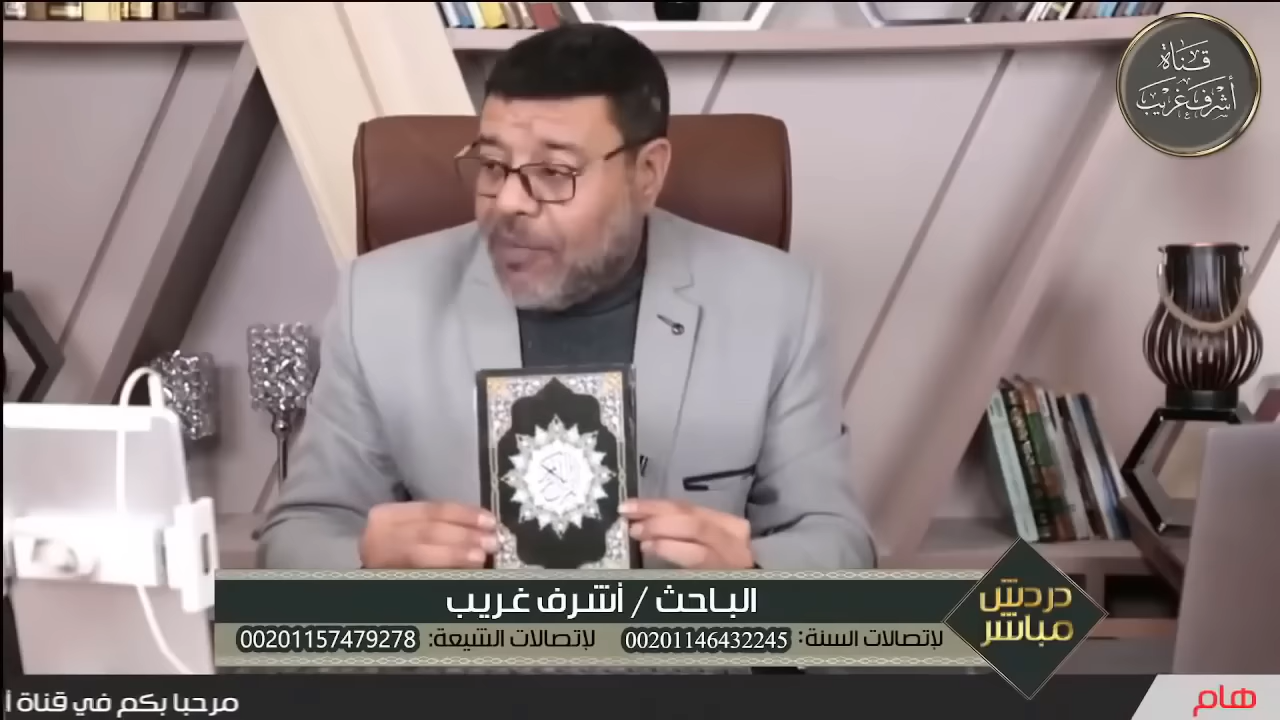 قناة
أشرف غريب
الباحث / أشرف غريب
دردش
مباشر
لإتصالات السنة: 00201146432245
لإتصالات الشيعة: 00201157479278
هام
مرحبا بكم في قناة أ